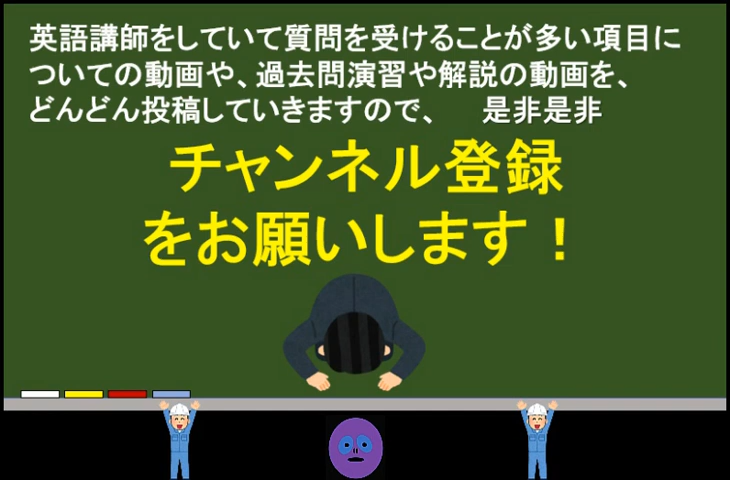 英語講師をしていて質問を受けることが多い項目に
ついての動画や、過去問演習や解説の動画を、
どんどん投稿していきますので、　是非是非
チャンネル登録
をお願いします！